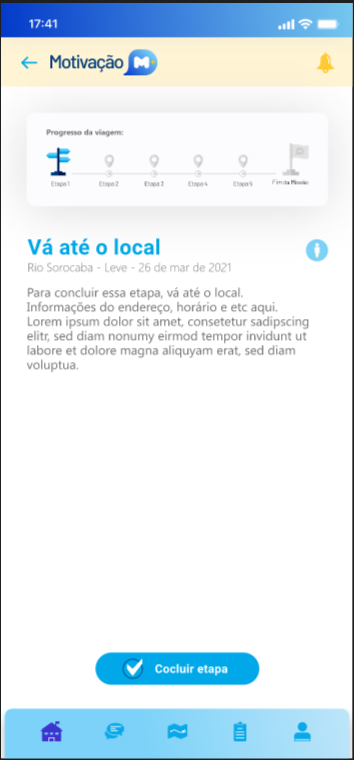 17:41
Motivação M
Progresso da viagem:
Etapa 1 Etapa 2 Etapa 3 Etapa 4 Etapa 5 Fim da Missão
Vá até o local
Rio Sorocaba - Leve - 26 de mar de 2021
Para concluir essa etapa, vá até o local.
Informações do endereço, horário e etc aqui.
Lorem ipsum dolor sit amet, consetetur sadipscing
elitr, sed diam nonumy eirmod tempor invidunt ut
labore et dolore magna aliquyam erat, sed diam
voluptua.
Cocluir etapa